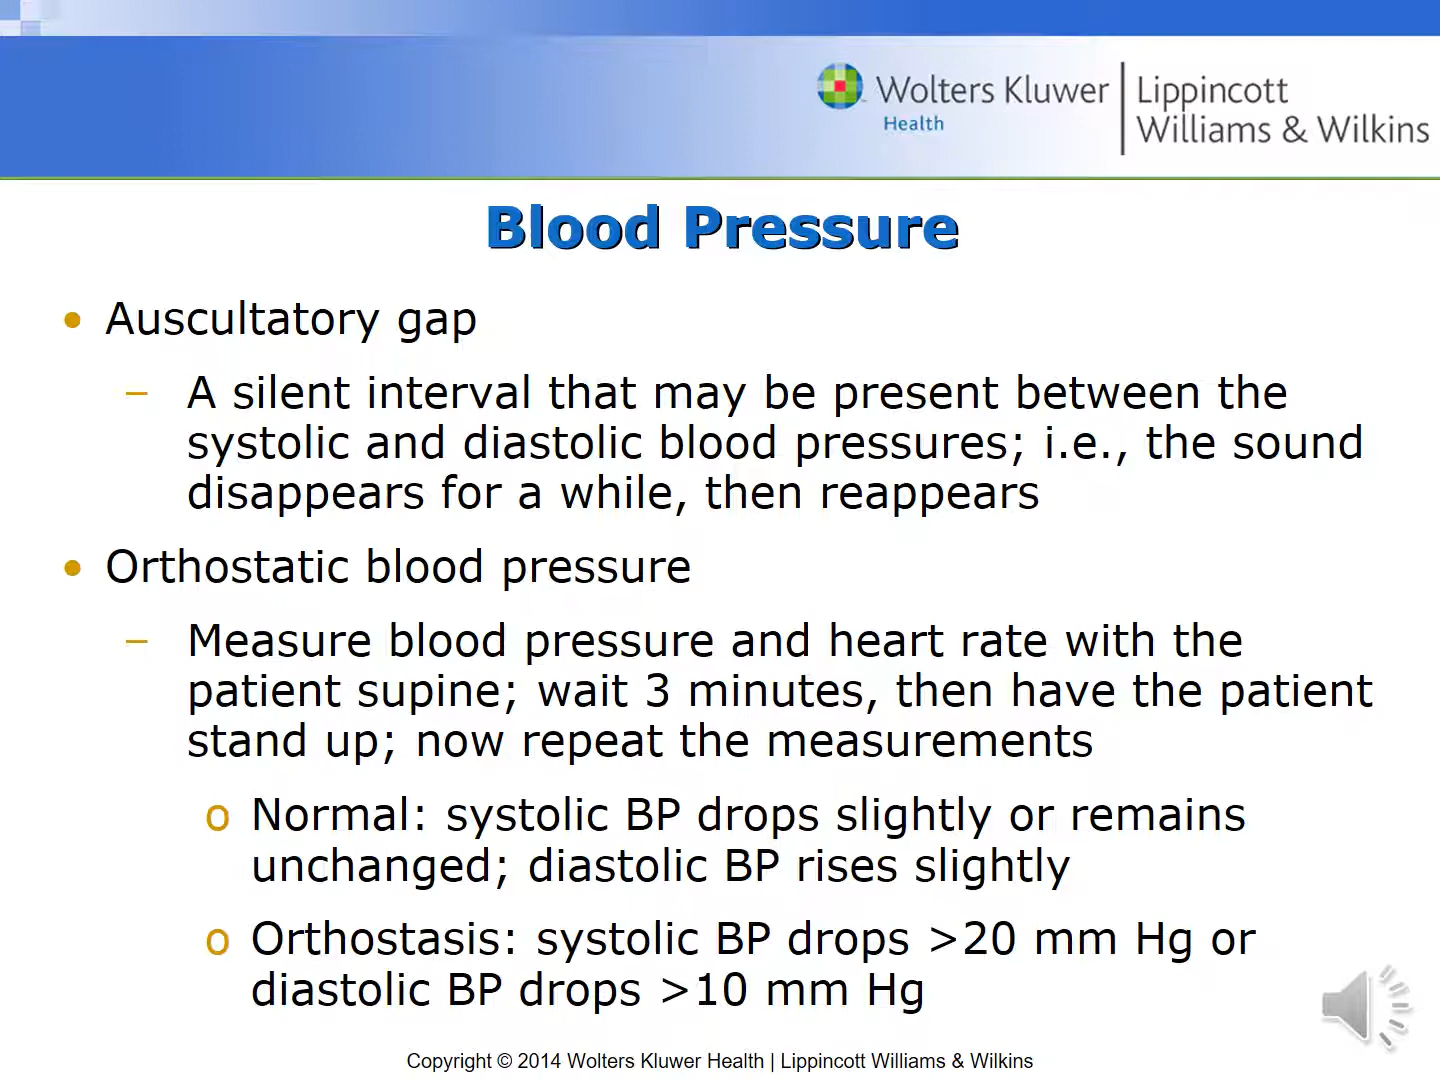 Wolters Kluwer
Health
Lippincott
Williams & Wilkins
Blood Pressure
• Auscultatory gap
– A silent interval that may be present between the
systolic and diastolic blood pressures; i.e., the sound
disappears for a while, then reappears
• Orthostatic blood pressure
– Measure blood pressure and heart rate with the
patient supine; wait 3 minutes, then have the patient
stand up; now repeat the measurements
o Normal: systolic BP drops slightly or remains
unchanged; diastolic BP rises slightly
o Orthostasis: systolic BP drops >20 mm Hg or
diastolic BP drops >10 mm Hg
Copyright © 2014 Wolters Kluwer Health | Lippincott Williams & Wilkins